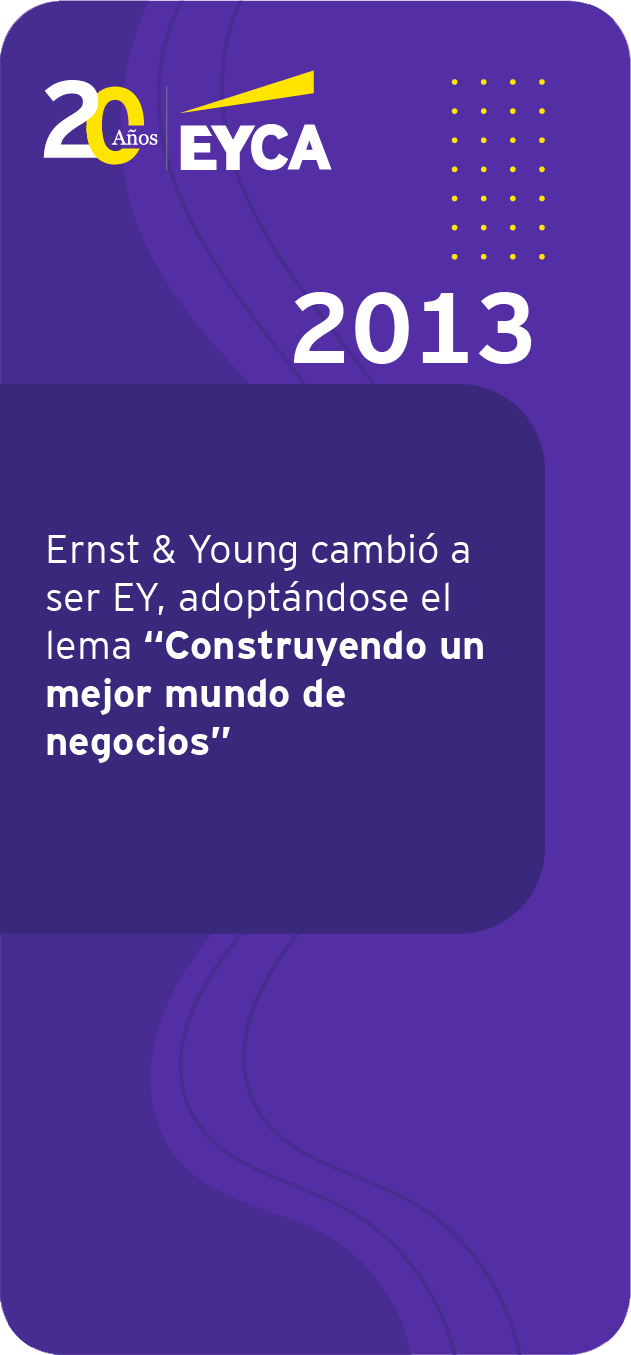 20 Años
EYCA
2013
Ernst & Young cambió a
ser EY, adoptándose el
lema “Construyendo un
mejor mundo de
negocios”